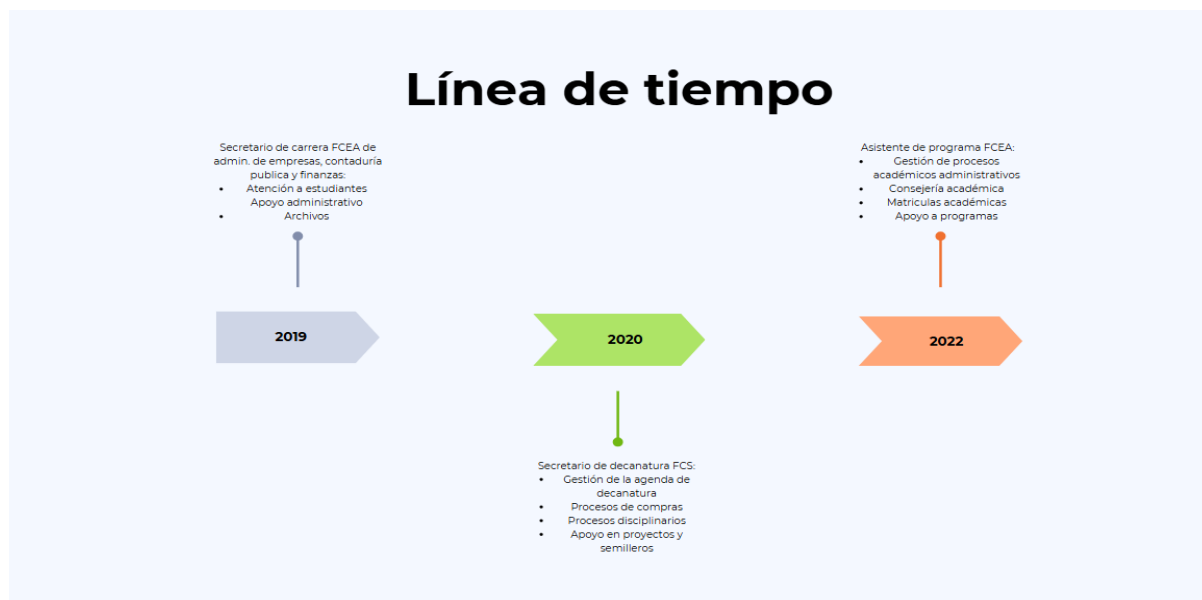 Línea de tiempo
Secretario de carrera FCEA de
admin. de empresas, contaduría
publica y finanzas:
• Atención a estudiantes
Apoyo administrativo
• Archivos
Asistente de programa FCEA:
• Gestión de procesos
académicos administrativos
• Consejería académica
• Matriculas académicas
• Apoyo a programas
2019
2020
2022
Secretario de decanatura FCS:
• Gestión de la agenda de
decanatura
• Procesos de compras
• Procesos disciplinarios
• Apoyo en proyectos y
semilleros